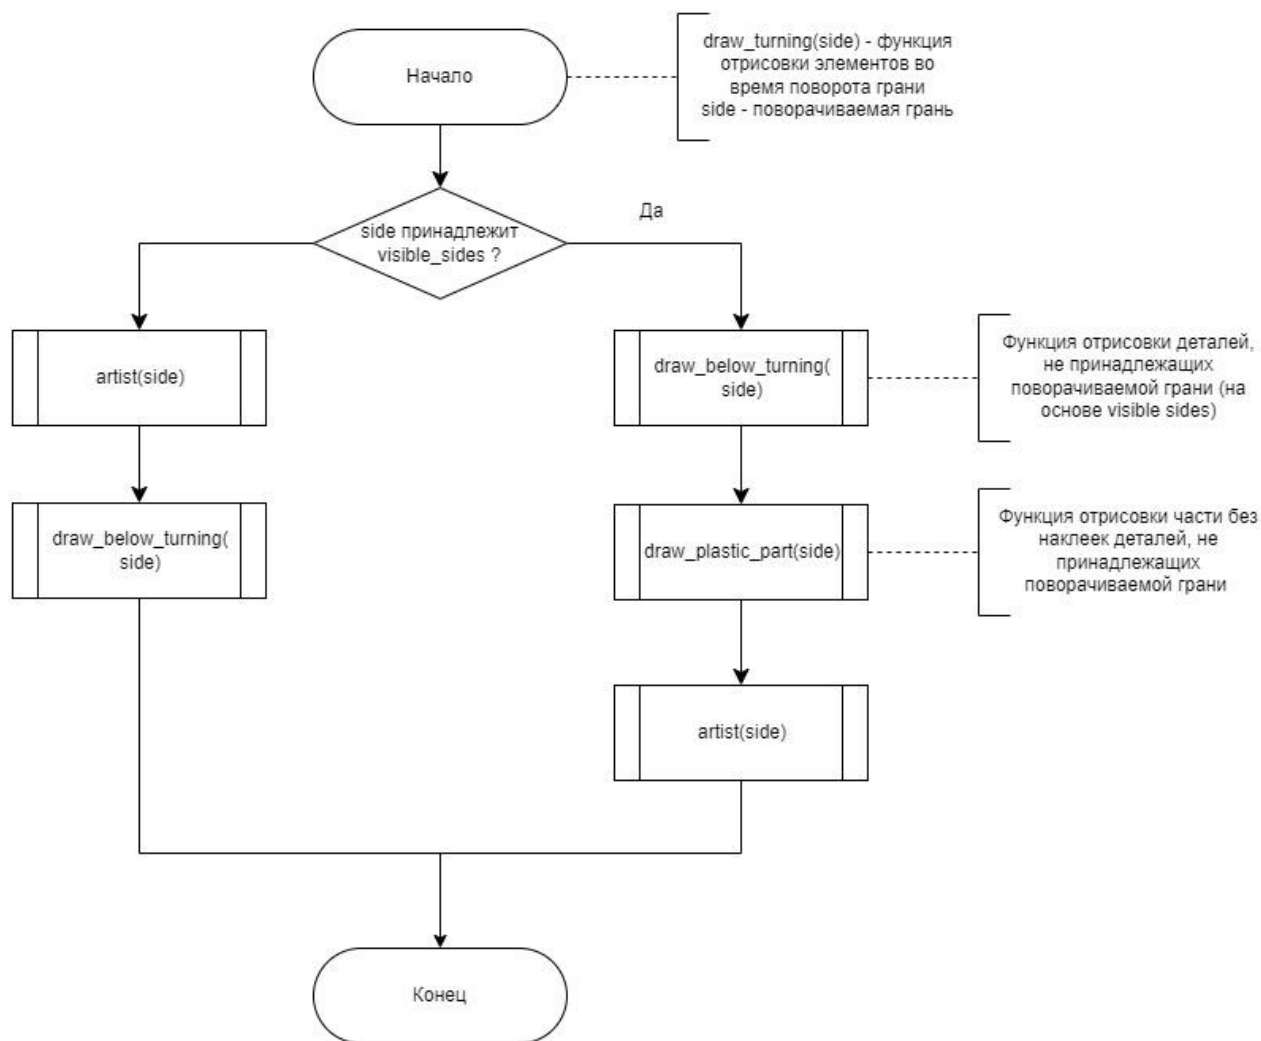 Начало
draw_turning(side) - функция
отрисовки элементов во
время поворота грани
side - поворачиваемая грань
side принадлежит
visible_sides ?
Да
artist(side)
draw_below_turning(
side)
draw_below_turning(
side)
Функция отрисовки деталей,
не принадлежащих
поворачиваемой грани (на
основе visible sides)
draw_plastic_part(side)
Функция отрисовки части без
наклеек деталей, не
принадлежащих
поворачиваемой грани
artist(side)
Конец